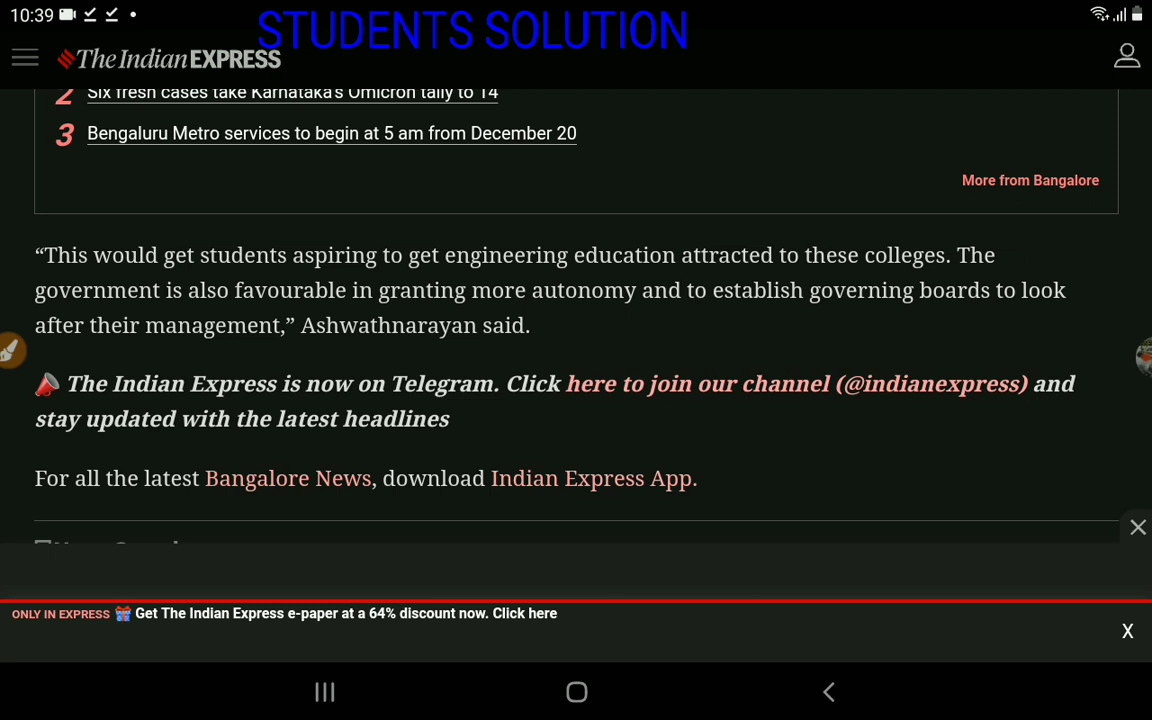 10:39
STUDENTS SOLUTION
The Indian EXPRESS
2 Six fresh cases take Karnataka's Omicron tally to 14
3 Bengaluru Metro services to begin at 5 am from December 20
More from Bangalore
“This would get students aspiring to get engineering education attracted to these colleges. The
government is also favourable in granting more autonomy and to establish governing boards to look
after their management,” Ashwathnarayan said.
The Indian Express is now on Telegram. Click here to join our channel (@indianexpress) and
stay updated with the latest headlines
For all the latest Bangalore News, download Indian Express App.
ONLY IN EXPRESS Get The Indian Express e-paper at a 64% discount now. Click here
X